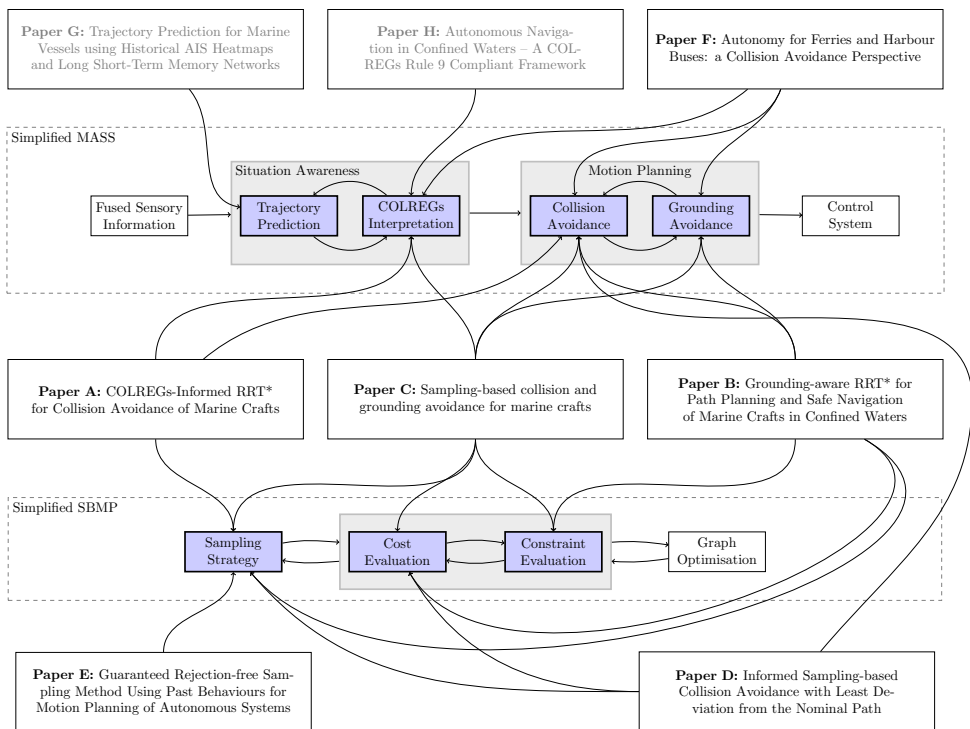 Paper G: Trajectory Prediction for Marine
Vessels using Historical AIS Heatmaps
and Long Short-Term Memory Networks
Paper H: Autonomous Naviga-
tion in Confined Waters – A COL-
REGs Rule 9 Compliant Framework
Paper F: Autonomy for Ferries and Harbour
Buses: a Collision Avoidance Perspective
Simplified MASS
Situation Awareness
Motion Planning
Fused Sensory
Information
Trajectory
Prediction
COLREGs
Interpretation
Collision
Avoidance
Grounding
Avoidance
Control
System
Paper A: COLREGs-Informed RRT*
for Collision Avoidance of Marine Crafts
Paper C: Sampling-based collision and
grounding avoidance for marine crafts
Paper B: Grounding-aware RRT* for
Path Planning and Safe Navigation
of Marine Crafts in Confined Waters
Simplified SBMP
Sampling
Strategy
Cost
Evaluation
Constraint
Evaluation
Graph
Optimisation
Paper E: Guaranteed Rejection-free Sam-
pling Method Using Past Behaviours for
Motion Planning of Autonomous Systems
Paper D: Informed Sampling-based
Collision Avoidance with Least De-
viation from the Nominal Path